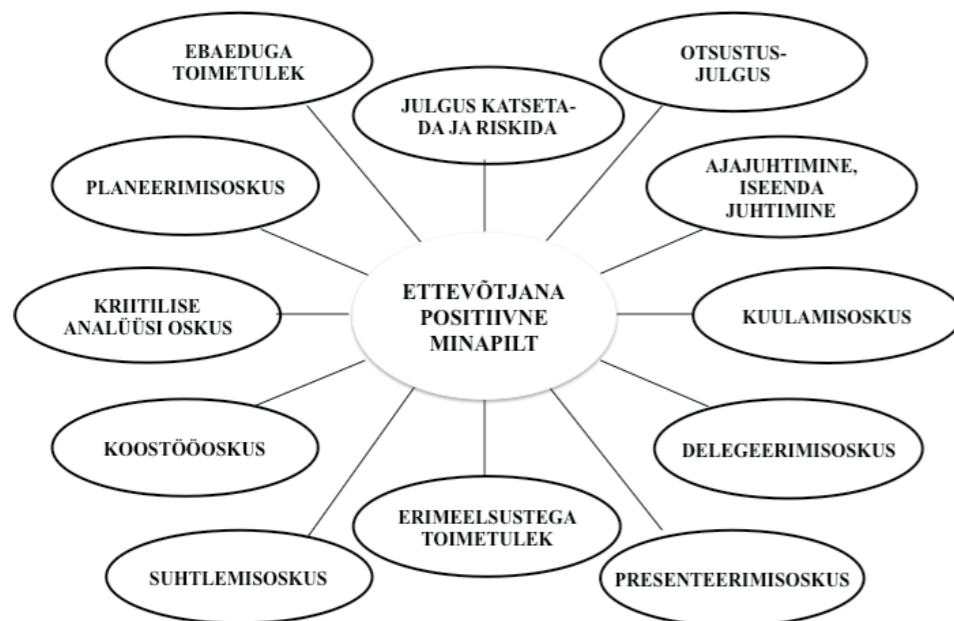 EBAEDUGA
TOIMETULEK
JULGUS KATSETA-
DA JA RISKIDA
OTSUSTUS-
JULGUS
PLANEERIMISOSKUS
AJAJUHTIMINE,
ISEENDA
JUHTIMINE
KRIITILISE
ANALÜÜSI OSKUS
ETTEVÕTJANA
POSITIIVNE
MINAPILT
KUULAMISOSKUS
KOOSTÖÖOSKUS
DELEGEERIMISOSKUS
ERIMEELSUSTEGA
TOIMETULEK
SUHTLEMISOSKUS
PRESENTEERIMISOSKUS